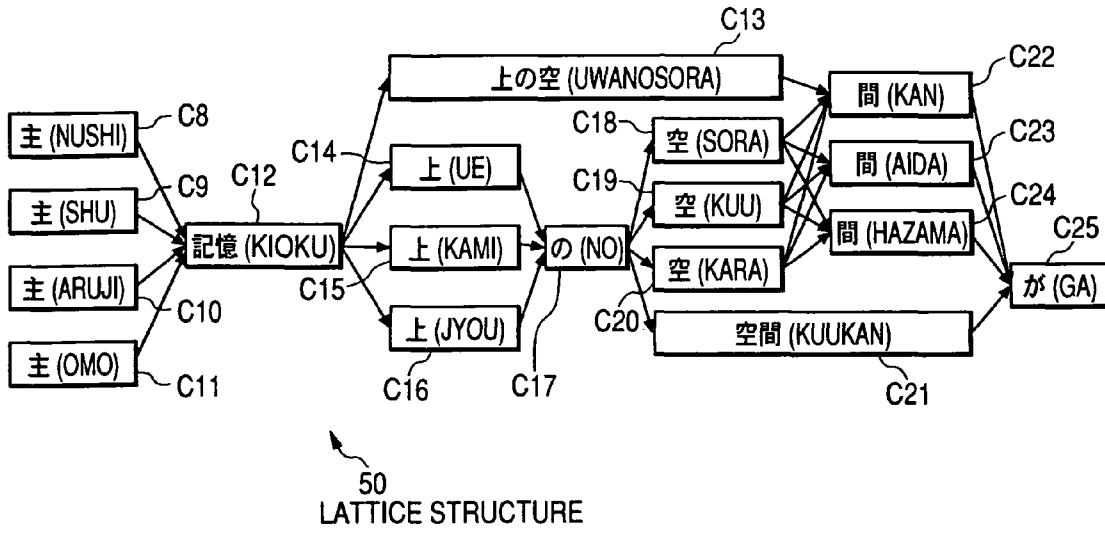 C13
上の空 (UWANOSORA)
C22
間 (KAN)
主 (NUSHI)
C8
C18
空 (SORA)
C23
間 (AIDA)
C14
上 (UE)
C9
主 (SHU)
C12
記憶 (KIOKU)
C19
空 (KUU)
C24
間 (HAZAMA)
C25
が (GA)
上 (KAMI)
C15
の (NO)
空 (KARA)
C20
主 (ARUJI)
C10
上 (JYOU)
C16
C17
空間 (KUUKAN)
C21
主 (OMO)
C11
50
LATTICE STRUCTURE